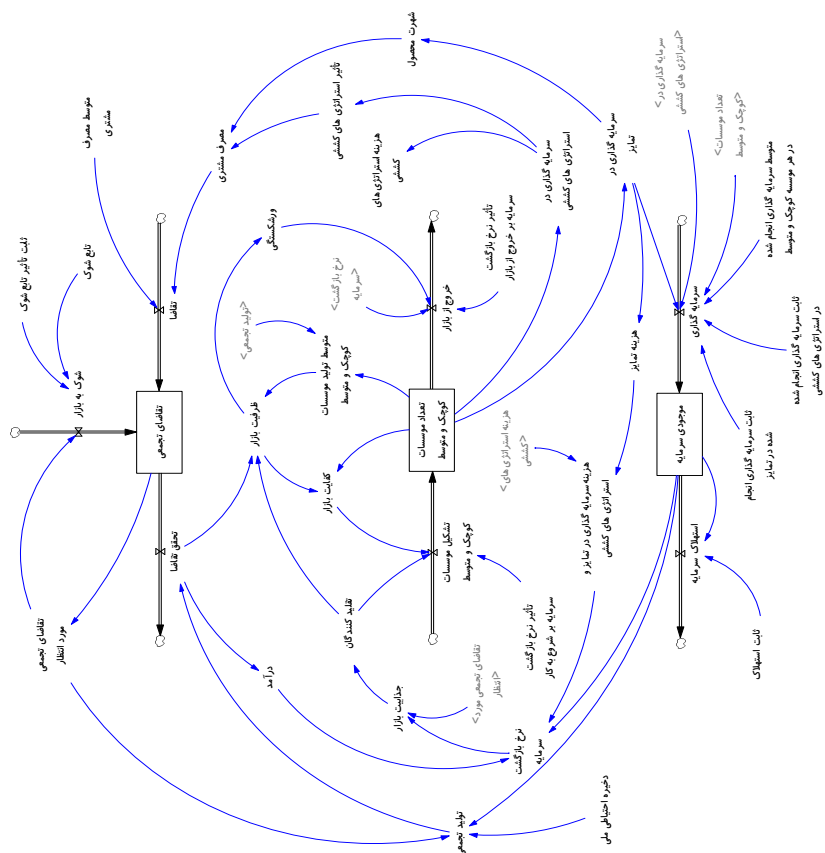 شهرت محصول
متوسط مصرف
مشتری
مصرف مشتری
تأثیر استراتژی های کششی
هزینه استراتژی های
کششی
سرمایه گذاری در
استراتژی های کششی
سرمایه گذاری در
تمایز
<سرمایه گذاری در
استراتژی های کششی>
<تعداد موسسات
کوچک و متوسط>
متوسط سرمایه گذاری انجام شده
در هر موسسه کوچک و متوسط
ثابت تأثیر تابع شوک
تابع شوک
شوک به بازار
تقاضا
ورشکستگی
<نرخ بازگشت
سرمایه>
تأثیر نرخ بازگشت
سرمایه بر خروج از بازار
خروج از بازار
<تولید تجمعی>
متوسط تولید موسسات
کوچک و متوسط
هزینه تمایز
سرمایه گذاری
ثابت سرمایه گذاری انجام شده
در استراتژی های کششی
تقاضای تجمعی
ظرفیت بازار
تعداد موسسات
کوچک و متوسط
موجودی سرمایه
ثابت سرمایه گذاری انجام
شده در تمایز
کفایت بازار
<هزینه استراتژی های
کششی>
هزینه سرمایه گذاری در تمایز و
استراتژی های کششی
تحقق تقاضا
تشکیل موسسات
کوچک و متوسط
استهلاک سرمایه
ثابت استهلاک
تقاضای تجمعی
مورد انتظار
تقلید کنندگان
تأثیر نرخ بازگشت
سرمایه بر شروع به کار
درآمد
جذابیت بازار
<تقاضای تجمعی مورد
انتظار>
نرخ بازگشت
سرمایه
تولید تجمعی
ذخیره احتیاطی ملی